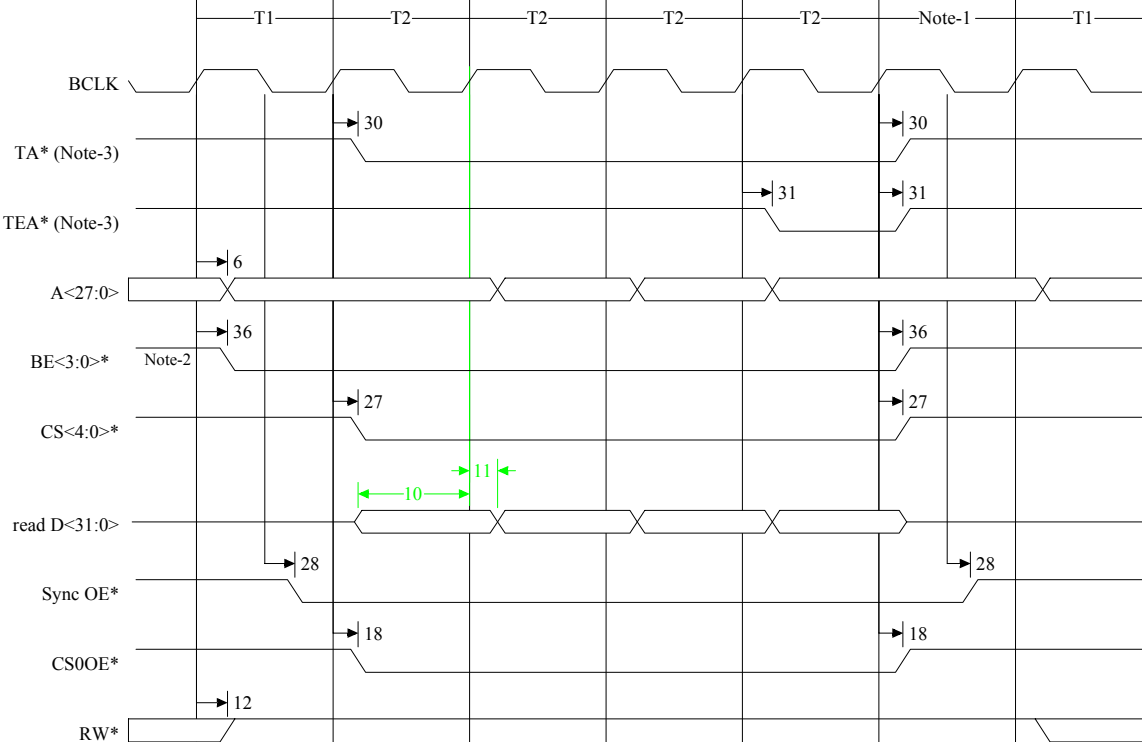 T1 T2 T2 T2 T2 Note-1 T1
BCLK
30 30
TA* (Note-3)
31 31
TEA* (Note-3)
6
A<27:0>
36 36
BE<3:0>* Note-2
27 27
CS<4:0>*
11
10
read D<31:0>
28 28
Sync OE*
18 18
CS0OE*
12
RW*